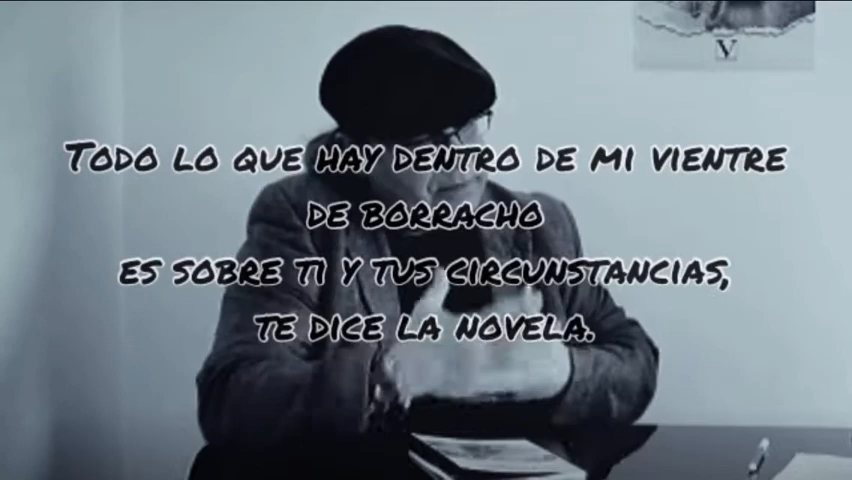 V
TODO LO QUE HAY DENTRO DE MI VIENTRE
DE BORRACHO
ES SOBRE TI Y TUS CIRCUNSTANCIAS,
TE DICE LA NOVELA.